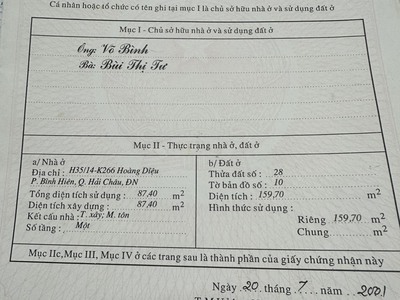 Cá nhân hoặc tổ chức có tên ghi tại mục I là chủ sở hữu nhà ở và sử dụng đất ở
Mục I - Chủ sở hữu nhà ở và sử dụng đất ở
Ông: Võ Bình
Bà: Bùi Thị Tư
Mục II - Thực trạng nhà ở, đất ở
a/ Nhà ở
Địa chỉ : H35/14-K266 Hoàng Diệu
P. Bình Hiên, Q. Hải Châu, ĐN
Tổng diện tích sử dụng : 87,40 m2
Diện tích xây dựng : 87,40 m2
Kết cấu nhà : T. xây; M. tôn
Số tầng : Một
b/ Đất ở
Thửa đất số : 28
Tờ bản đồ số : 10
Diện tích : 159,70 m2
Hình thức sử dụng :
Riêng : 159,70 m2
Chung m2
Mục IIc, Mục III, Mục IV ở các trang sau là thành phần của giấy chứng nhận này
Ngày 20 tháng 7 năm 2001